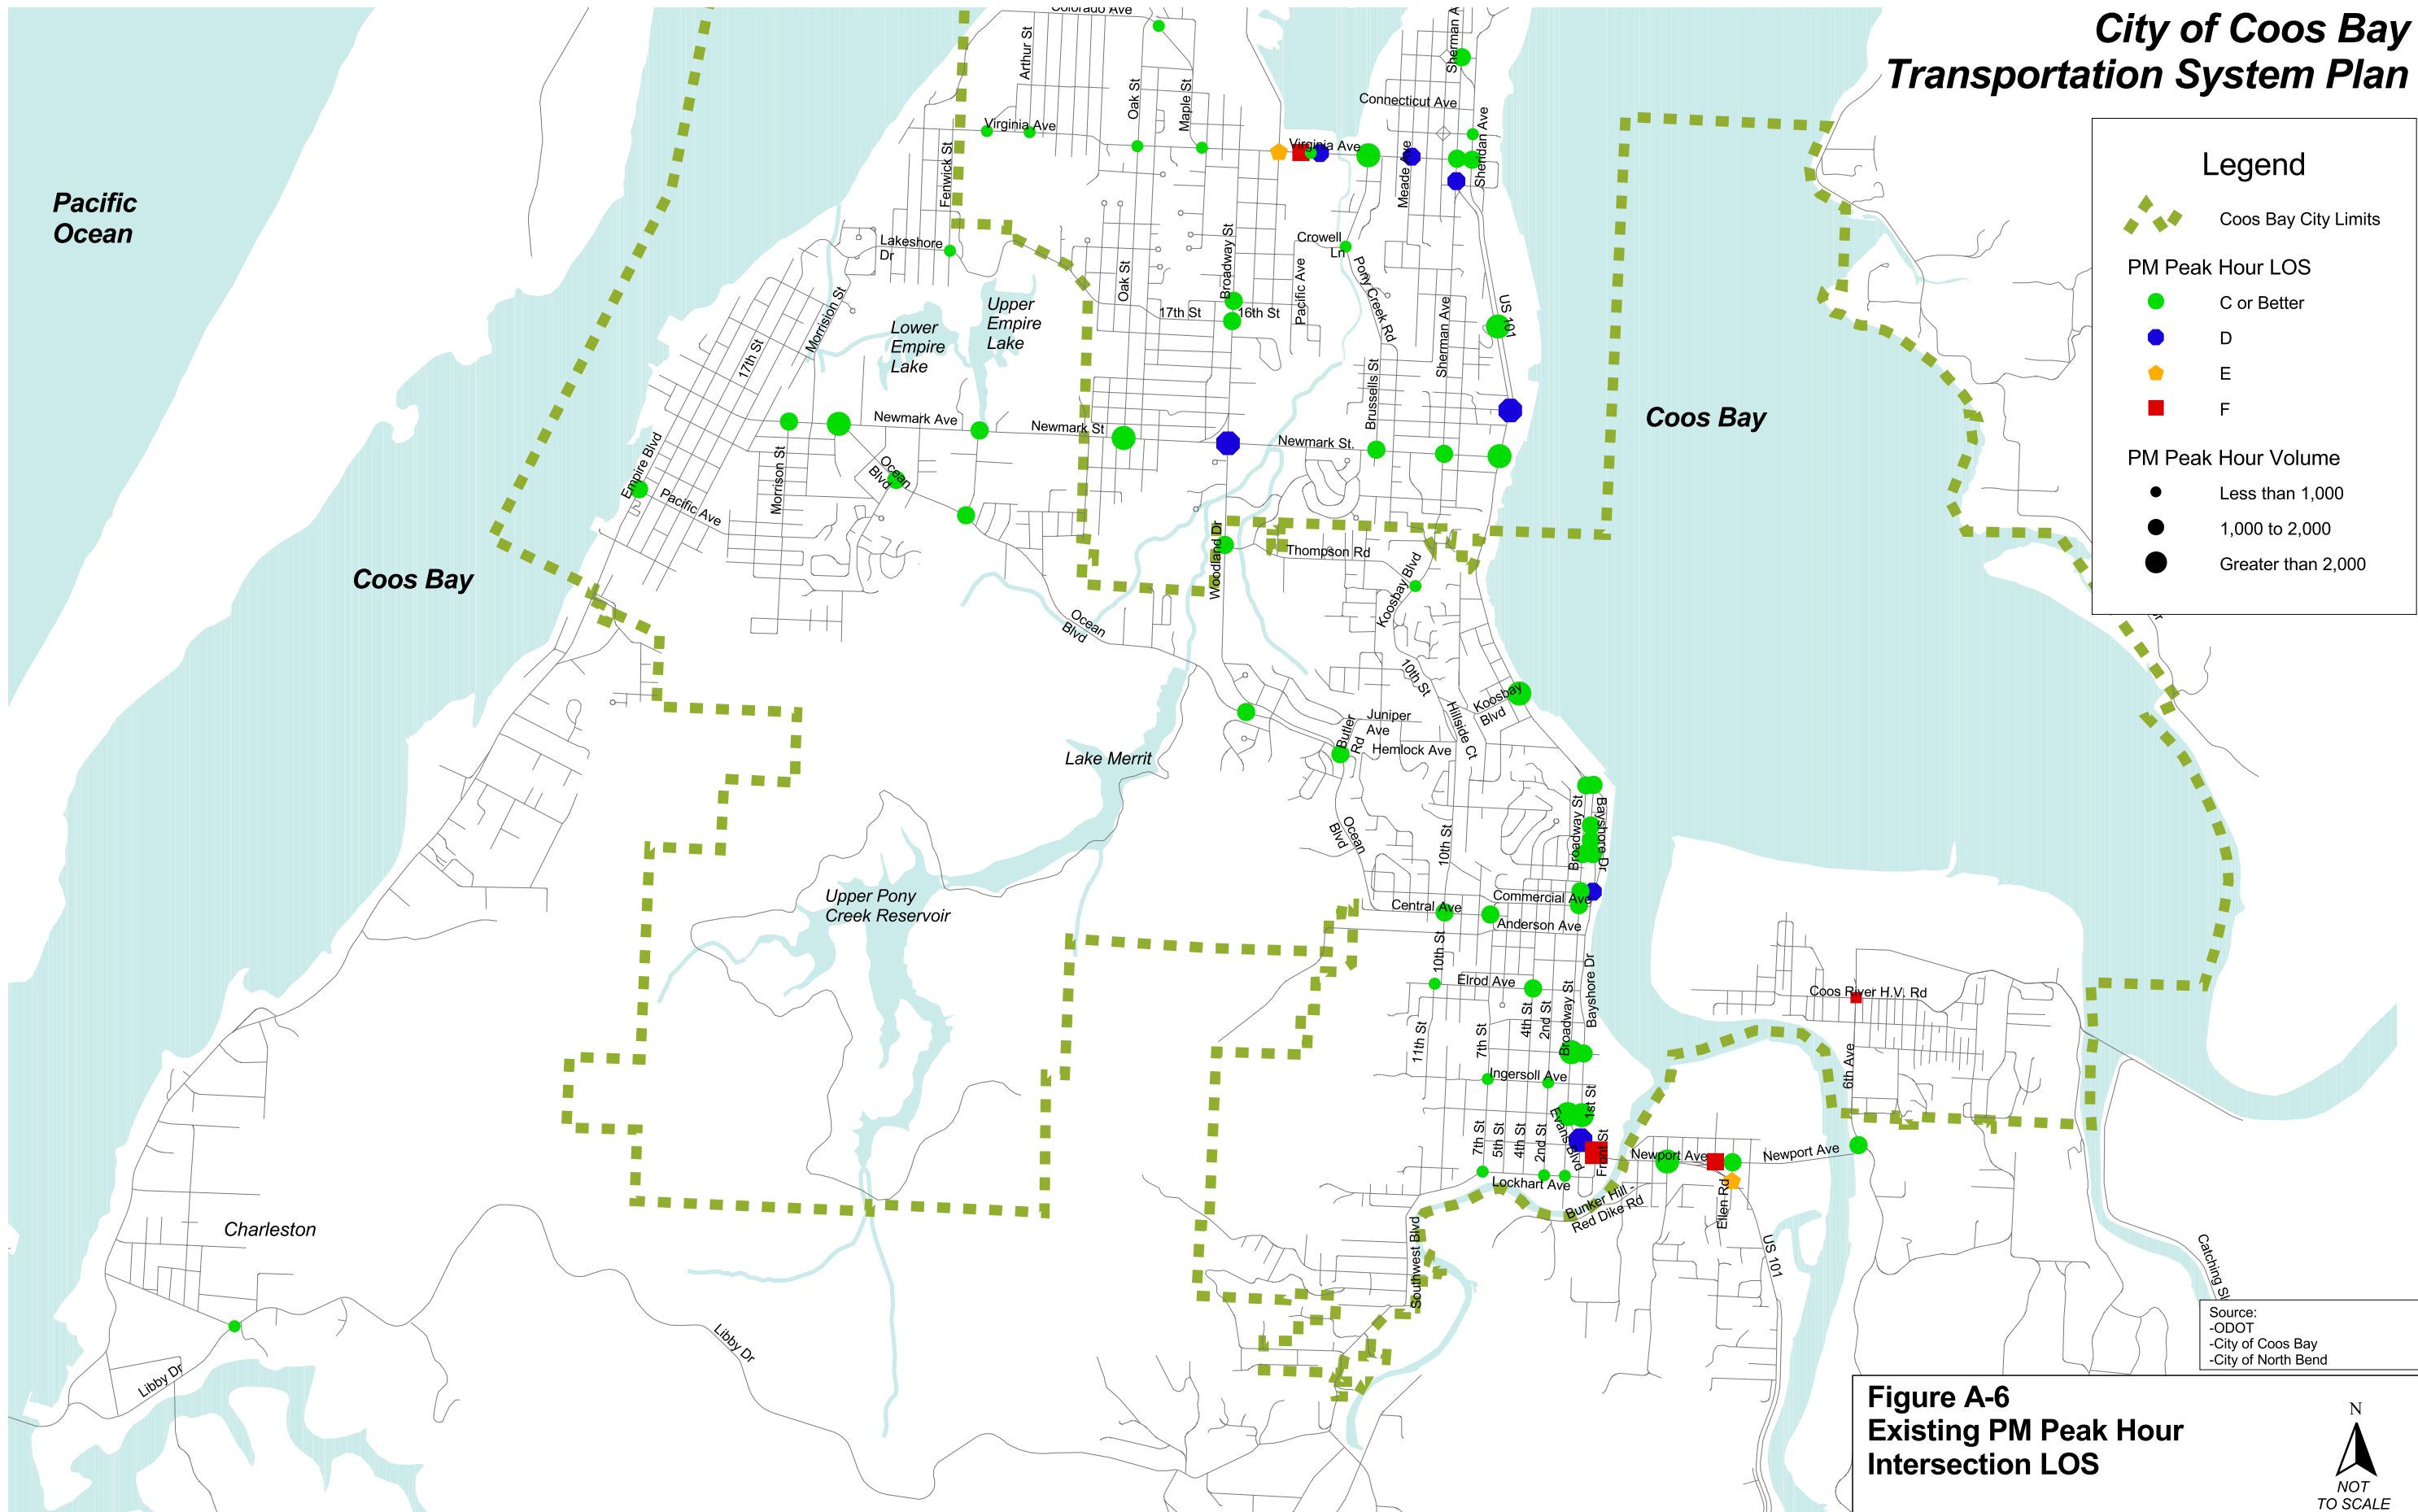 City of Coos Bay
Transportation System Plan
Legend
Coos Bay City Limits
PM Peak Hour LOS
C or Better
D
E
F
PM Peak Hour Volume
Less than 1,000
1,000 to 2,000
Greater than 2,000
Colorado Ave
Arthur St
Oak St
Maple St
Sherman A
Connecticut Ave
Sheridan Ave
Virginia Ave
Virginia Ave
Meade Ave
Fenwick St
Pacific
Ocean
Lakeshore
Dr
Crowell
Ln
Broadway St
Oak St
Pacific Ave
Pony Creek Rd
17th St
16th St
US 101
Sherman Ave
Morrision St
Upper
Empire
Lake
Lower
Empire
Lake
17th St
Brussells St
Newmark Ave
Newmark St
Newmark St.
Coos Bay
Empire Blvd
Morrison St
Ocean
Blvd
Pacific Ave
Coos Bay
Woodland Dr
Thompson Rd
Koosbay Blvd
Ocean
Blvd
10th St
Koosbay
Blvd
Hillside Ct
Butler
Rd
Juniper
Ave
Hemlock Ave
Lake Merrit
Broadway St
Bayshore Dr
Ocean
Blvd
10th St
Upper Pony
Creek Reservoir
Commercial Ave
Central Ave
Anderson Ave
10th St
Elrod Ave
Bayshore Dr
Broadway St
4th St
2nd St
11th St
7th St
Coos River H.V. Rd
6th Ave
Ingersoll Ave
1st St
Evans Blvd
Front St
7th St
5th St
4th St
2nd St
Newport Ave
Newport Ave
Lockhart Ave
Bunker Hill -
Red Dike Rd
Ellen Rd
US 101
Southwest Blvd
Catching Sl
Charleston
Libby Dr
Libby Dr
Source:
-ODOT
-City of Coos Bay
-City of North Bend
Figure A-6
Existing PM Peak Hour
Intersection LOS
N
NOT
TO SCALE